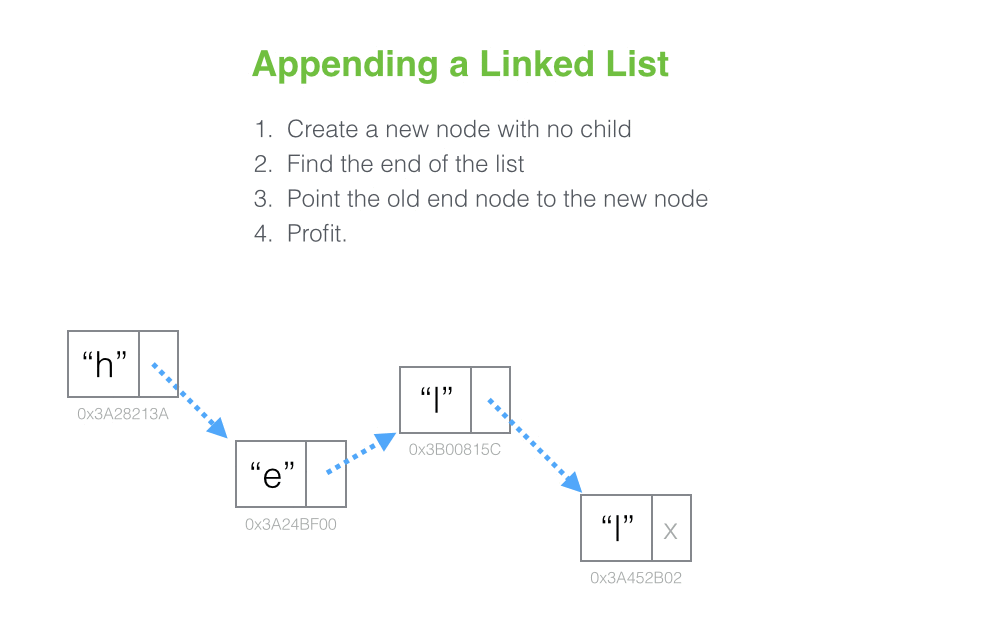 Appending a Linked List
1. Create a new node with no child
2. Find the end of the list
3. Point the old end node to the new node
4. Profit.
“h”
0x3A28213A
“e”
0x3A24BF00
“l”
0x3B00815C
“l” X
0x3A452B02